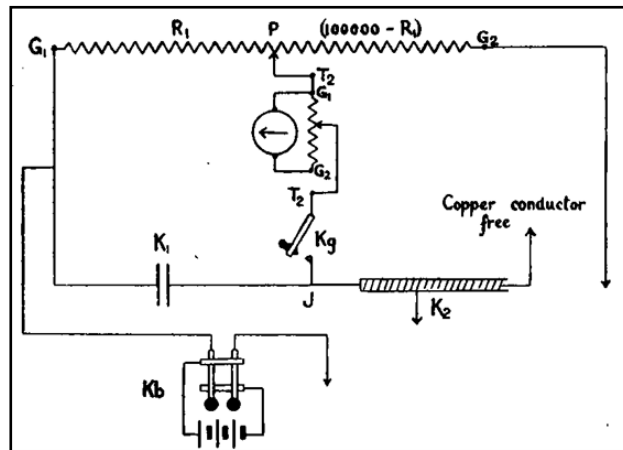 R1 P (100000 - R1)
G1 G2
T2
G1
G2
T2
Copper conductor
free
K1 Kg
J K2
Kb